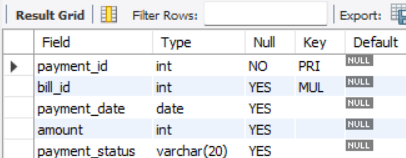 Result Grid Filter Rows: Export:
Field Type Null Key Default
payment_id int NO PRI NULL
bill_id int YES MUL NULL
payment_date date YES NULL
amount int YES NULL
payment_status varchar(20) YES NULL